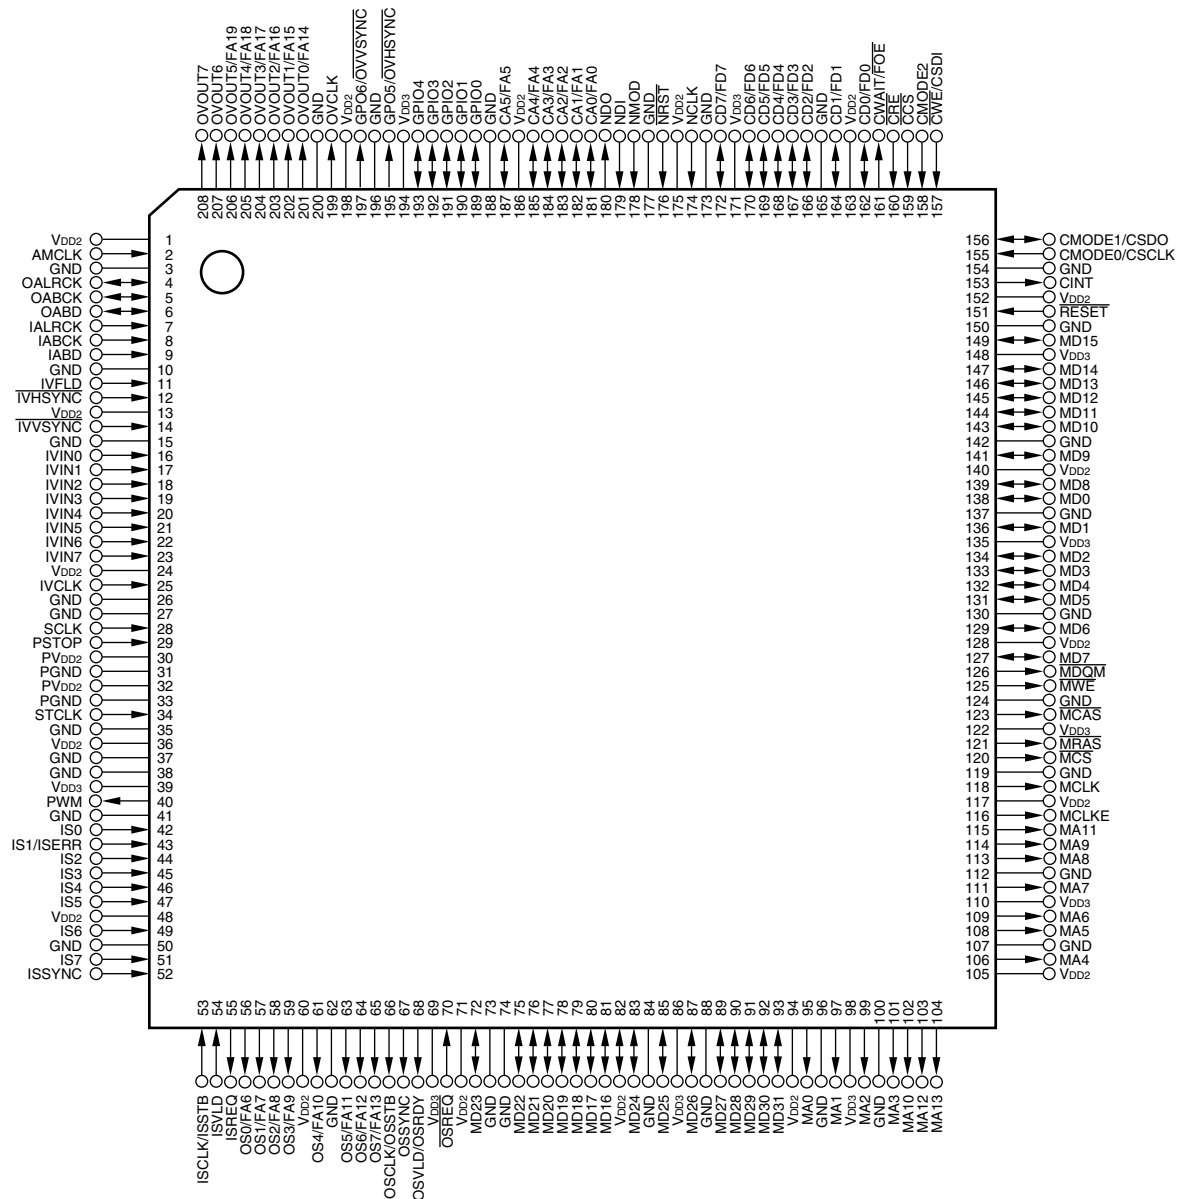 OVOUT7
OVOUT6
OVOUT5/FA19
OVOUT4/FA18
OVOUT3/FA17
OVOUT2/FA16
OVOUT1/FA15
OVOUT0/FA14
GND
OVCLK
VDD2
GPO6/OVVSYNC
GND
GPO5/OVHSYNC
VDD3
GPIO4
GPIO3
GPIO2
GPIO1
GPIO0
GND
CA5/FA5
VDD2
CA4/FA4
CA3/FA3
CA2/FA2
CA1/FA1
CA0/FA0
NDO
NDI
NMOD
GND
NRST
VDD2
NCLK
GND
CD7/FD7
VDD3
CD6/FD6
CD5/FD5
CD4/FD4
CD3/FD3
CD2/FD2
GND
CD1/FD1
VDD2
CD0/FD0
CWAIT/FOE
CRE
CCS
CMODE2
CWE/CSDI
208 207 206 205 204 203 202 201 200 199 198 197 196 195 194 193 192 191 190 189 188 187 186 185 184 183 182 181 180 179 178 177 176 175 174 173 172 171 170 169 168 167 166 165 164 163 162 161 160 159 158 157
VDD2 1
AMCLK 2
GND 3
OALRCK 4
OABCK 5
OABD 6
IALRCK 7
IABCK 8
IABD 9
GND 10
IVFLD 11
IVHSYNC 12
VDD2 13
IVVSYNC 14
GND 15
IVIN0 16
IVIN1 17
IVIN2 18
IVIN3 19
IVIN4 20
IVIN5 21
IVIN6 22
IVIN7 23
VDD2 24
IVCLK 25
GND 26
GND 27
SCLK 28
PSTOP 29
PVDD2 30
PGND 31
PVDD2 32
PGND 33
STCLK 34
GND 35
VDD2 36
GND 37
GND 38
VDD3 39
PWM 40
GND 41
IS0 42
IS1/ISERR 43
IS2 44
IS3 45
IS4 46
IS5 47
VDD2 48
IS6 49
GND 50
IS7 51
ISSYNC 52
156 CMODE1/CSDO
155 CMODE0/CSCLK
154 GND
153 CINT
152 VDD2
151 RESET
150 GND
149 MD15
148 VDD3
147 MD14
146 MD13
145 MD12
144 MD11
143 MD10
142 GND
141 MD9
140 VDD2
139 MD8
138 MD0
137 GND
136 MD1
135 VDD3
134 MD2
133 MD3
132 MD4
131 MD5
130 GND
129 MD6
128 VDD2
127 MD7
126 MDQM
125 MWE
124 GND
123 MCAS
122 VDD3
121 MRAS
120 MCS
119 GND
118 MCLK
117 VDD2
116 MCLKE
115 MA11
114 MA9
113 MA8
112 GND
111 MA7
110 VDD3
109 MA6
108 MA5
107 GND
106 MA4
105 VDD2
53 54 55 56 57 58 59 60 61 62 63 64 65 66 67 68 69 70 71 72 73 74 75 76 77 78 79 80 81 82 83 84 85 86 87 88 89 90 91 92 93 94 95 96 97 98 99 100 101 102 103 104
ISCLK/ISSTB
ISVLD
ISREQ
OS0/FA6
OS1/FA7
OS2/FA8
OS3/FA9
VDD2
OS4/FA10
GND
OS5/FA11
OS6/FA12
OS7/FA13
OSCLK/OSSTB
OSSYNC
OSVLD/OSRDY
VDD3
OSREQ
VDD2
MD23
GND
GND
MD22
MD21
MD20
MD19
MD18
MD17
MD16
VDD2
MD24
GND
MD25
VDD3
MD26
GND
MD27
MD28
MD29
MD30
MD31
VDD2
MA0
GND
MA1
VDD3
MA2
GND
MA3
MA10
MA12
MA13